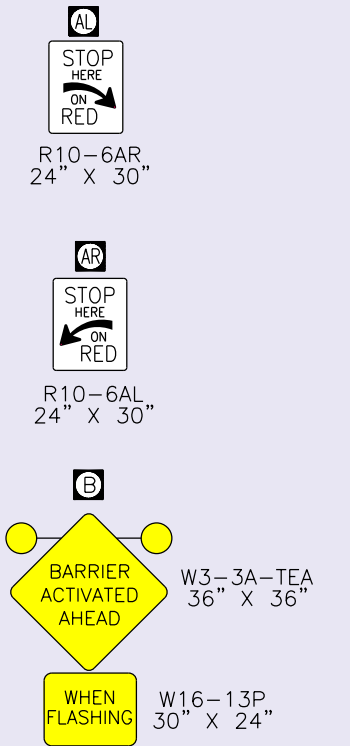 AL
STOP
HERE
ON
RED
R10-6AR
24" X 30"
AR
STOP
HERE
ON
RED
R10-6AL
24" X 30"
B
BARRIER
ACTIVATED
AHEAD
W3-3A-TEA
36" X 36"
WHEN
FLASHING
W16-13P
30" X 24"